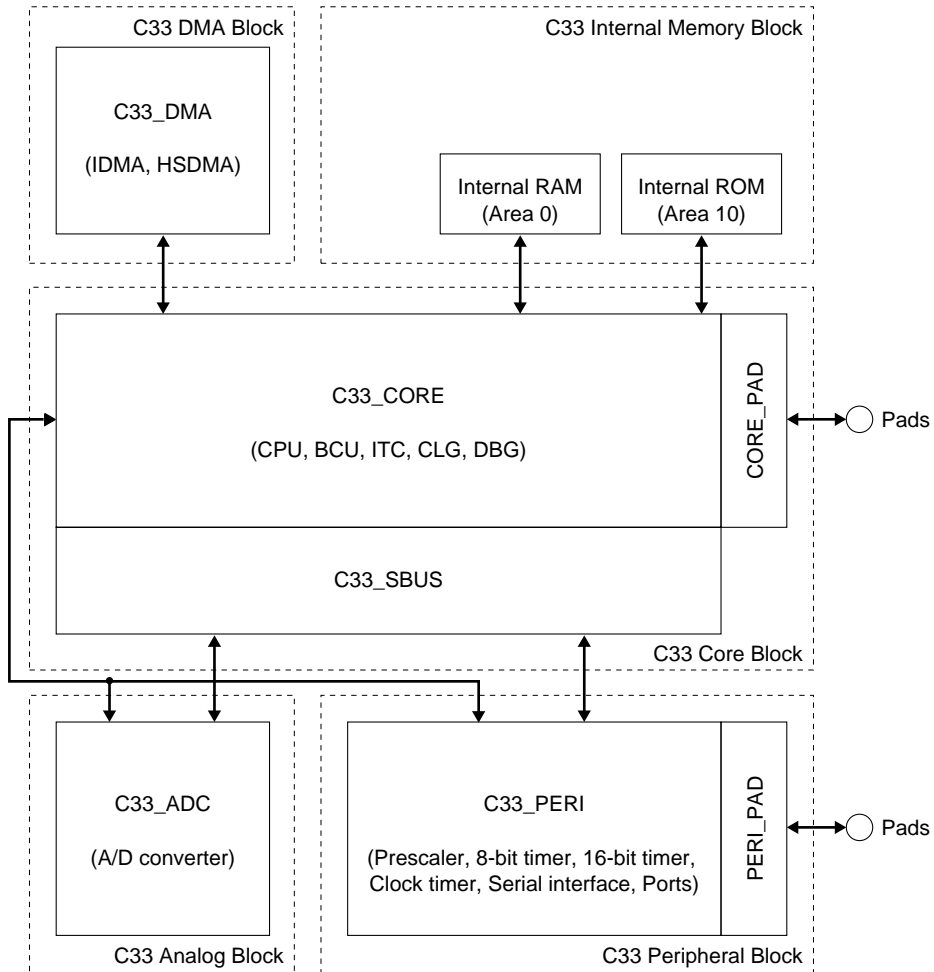 C33 DMA Block
C33 Internal Memory Block
C33_DMA
(IDMA, HSDMA)
Internal RAM
(Area 0)
Internal ROM
(Area 10)
C33_CORE
(CPU, BCU, ITC, CLG, DBG)
CORE_PAD
Pads
C33_SBUS
C33 Core Block
C33_ADC
(A/D converter)
C33_PERI
(Prescaler, 8-bit timer, 16-bit timer,
Clock timer, Serial interface, Ports)
PERI_PAD
Pads
C33 Analog Block
C33 Peripheral Block